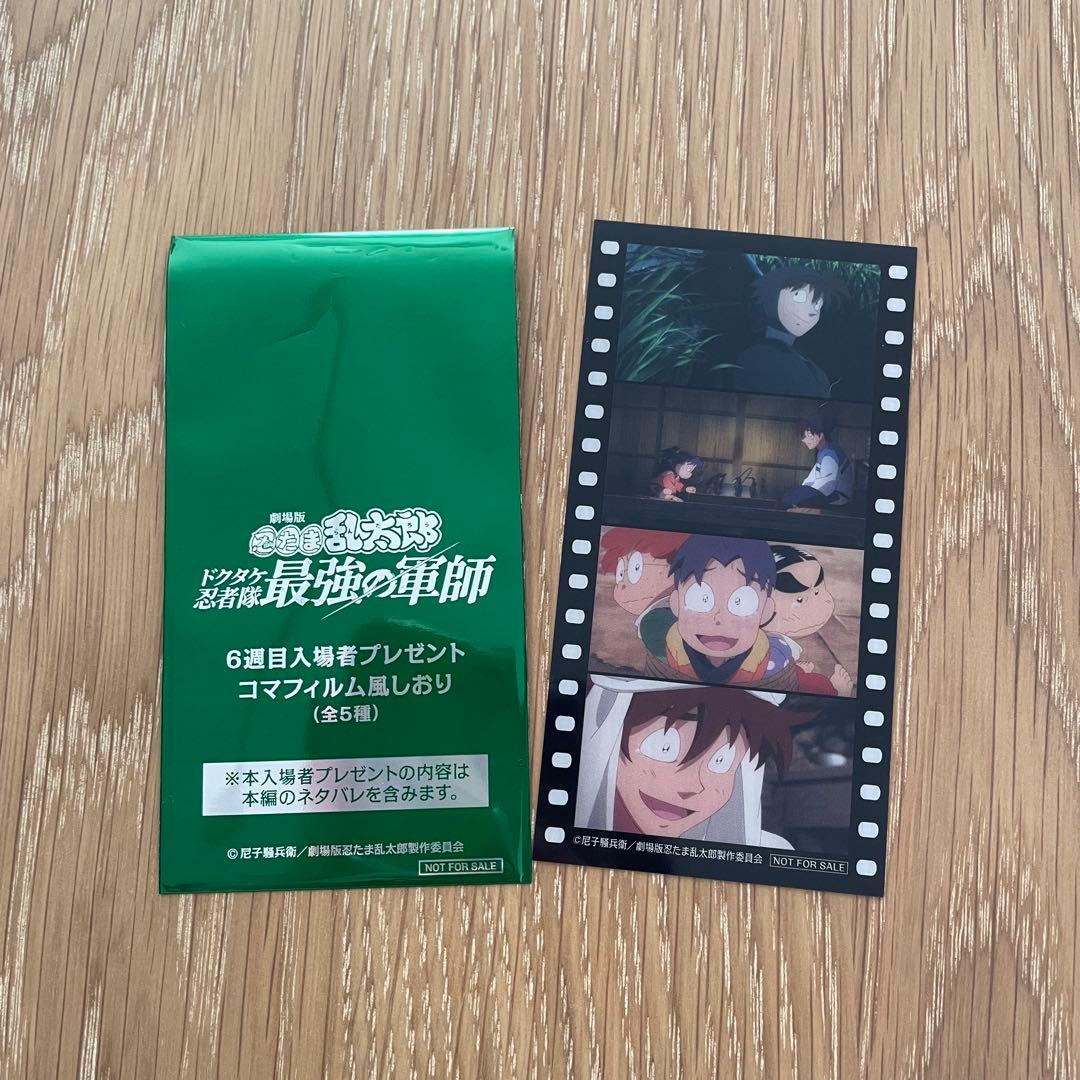 劇場版
忍たま乱太郎
ドクタケ
忍者隊
最強の軍師
6週目入場者プレゼント
コマフィルム風しおり
(全5種)
※本入場者プレゼントの内容は
本編のネタバレを含みます。
©尼子騒兵衛/劇場版忍たま乱太郎製作委員会
NOT FOR SALE
©尼子騒兵衛/劇場版忍たま乱太郎製作委員会
NOT FOR SALE